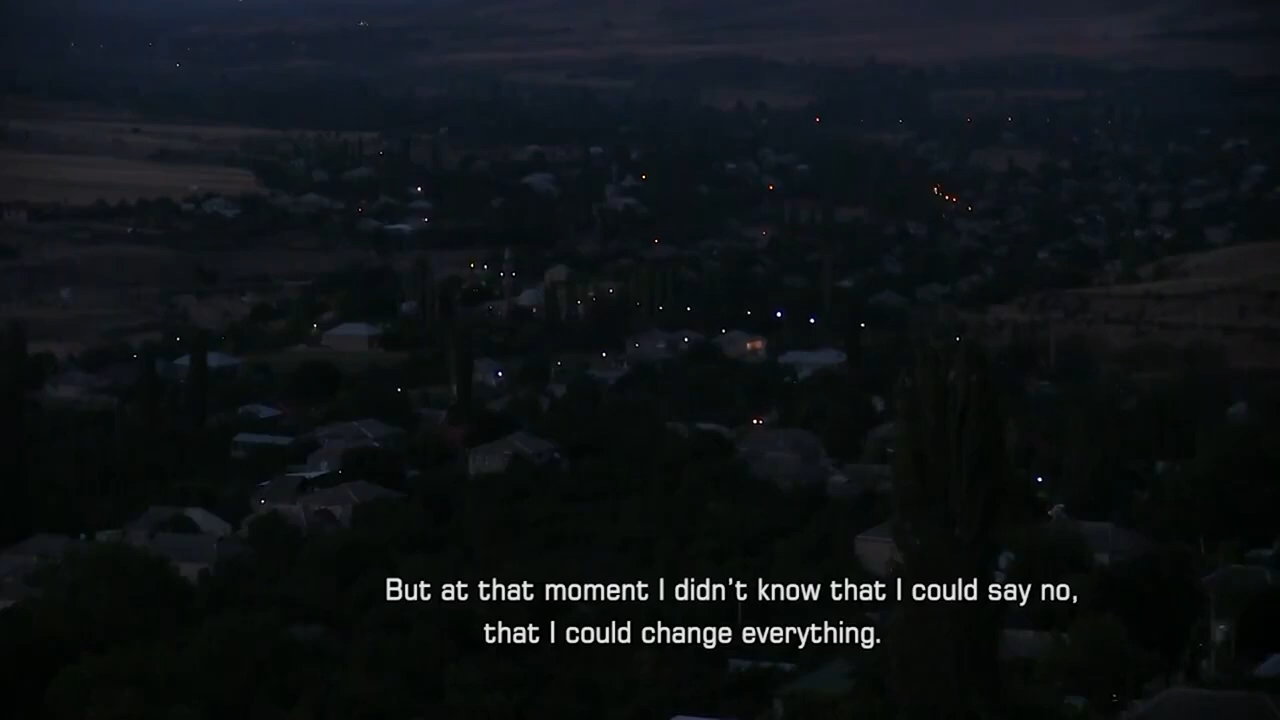 But at that moment I didn't know that I could say no,
that I could change everything.